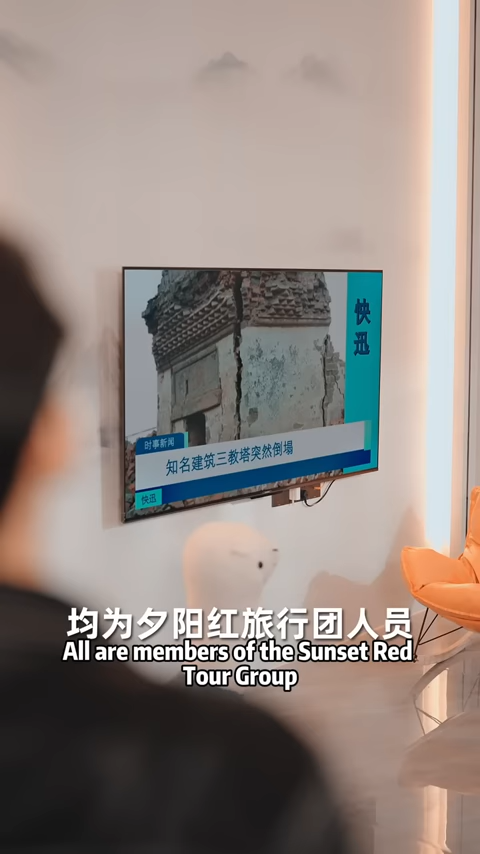 快
迅
时事新闻
知名建筑三教塔突然倒塌
快迅
均为夕阳红旅行团人员
All are members of the Sunset Red
Tour Group